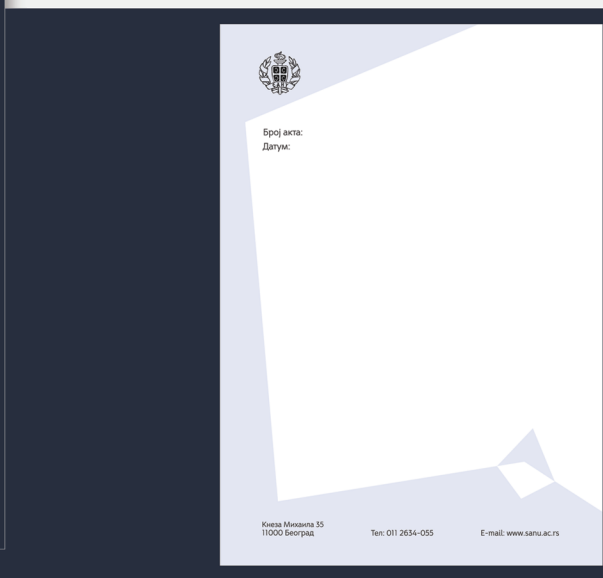 Број акта:
Датум:
Кнеза Михаила 35
11000 Београд
Тел: 011 2634-055
E-mail: www.sanu.ac.rs